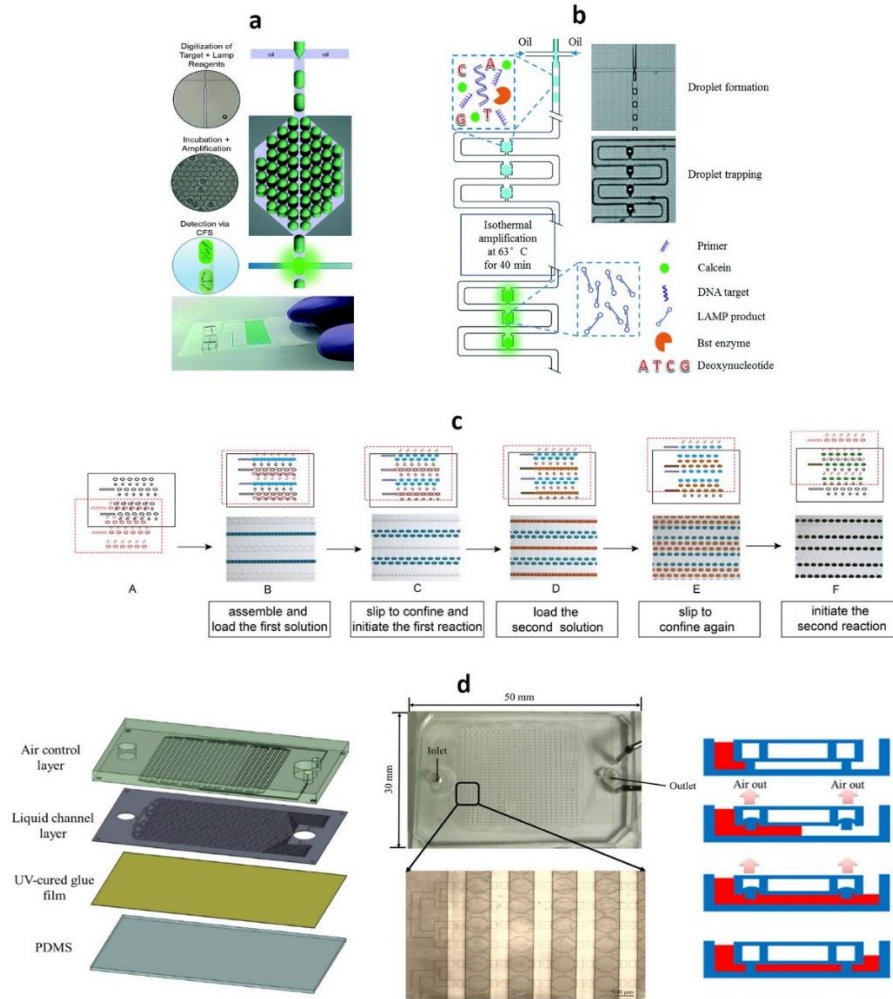 a
Digitization of
Target + Lamp
Reagents
oil
oil
Incubation +
Amplification
Detection via
CFS
b
Oil
Oil
C
A
G
T
Droplet formation
Droplet trapping
Isothermal
amplification
at 63° C
for 40 min
Primer
Calcein
DNA target
LAMP product
Bst enzyme
A T C G Deoxynucleotide
c
A
B
C
D
E
F
assemble and
load the first solution
slip to confine and
initiate the first reaction
load the
second solution
slip to
confine again
initiate the
second reaction
d
Air control
layer
Liquid channel
layer
UV-cured glue
film
PDMS
50 mm
30 mm
Inlet
Outlet
Air out
Air out